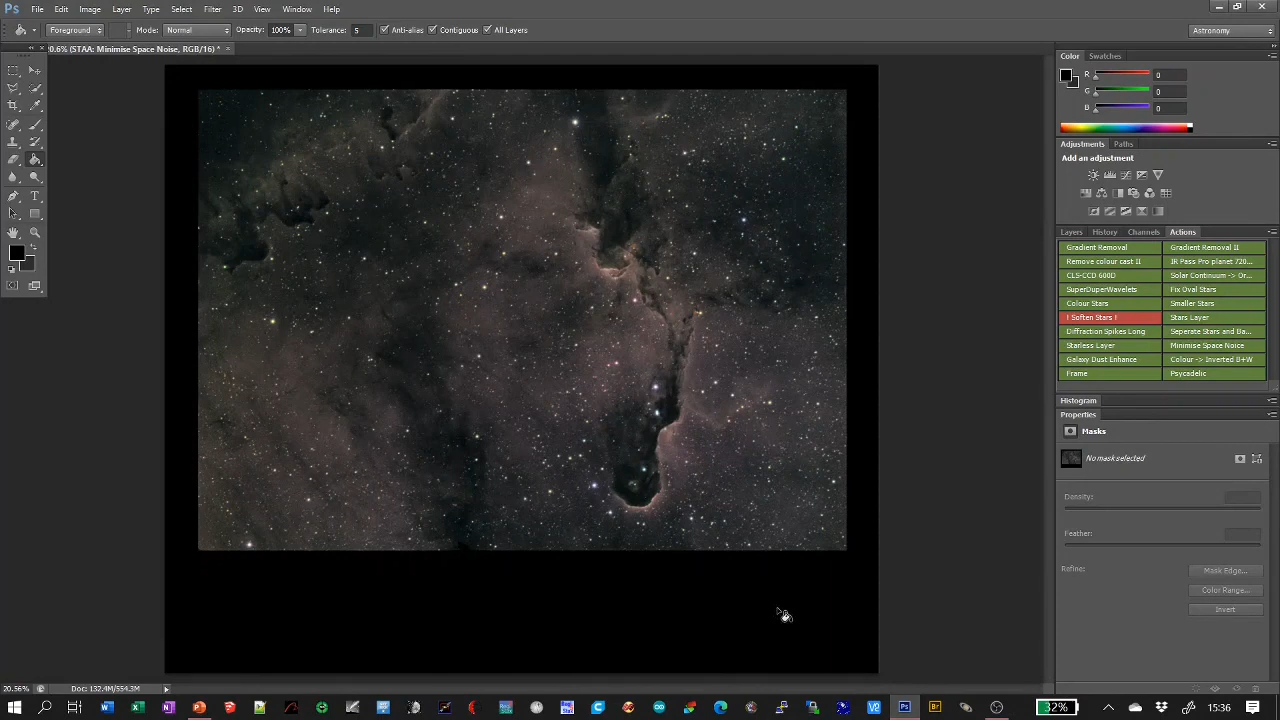 Ps File Edit Image Layer Type Select Filter 3D View Window Help
Foreground Mode: Normal Opacity: 100% Tolerance: 5 Anti-alias Contiguous All Layers Astronomy
0.6% (STAA: Minimise Space Noise, RGB/16) * ×
Color Swatches
R 0
G 0
B 0
Adjustments Paths
Add an adjustment
Layers History Channels Actions
Gradient Removal Gradient Removal II
Remove colour cast II IR Pass Pro planet 720...
CLS-CCD 600D Solar Continuum -> Or...
SuperDuperWavelets Fix Oval Stars
Colour Stars Smaller Stars
! Soften Stars ! Stars Layer
Diffraction Spikes Long Seperate Stars and Ba...
Starless Layer Minimise Space Noice
Galaxy Dust Enhance Colour -> Inverted B+W
Frame Psycadelic
Histogram
Properties
Masks
No mask selected
Density:
Feather:
Refine: Mask Edge...
Color Range...
Invert
20.56% Doc: 132.4M/554.3M
32% 15:36